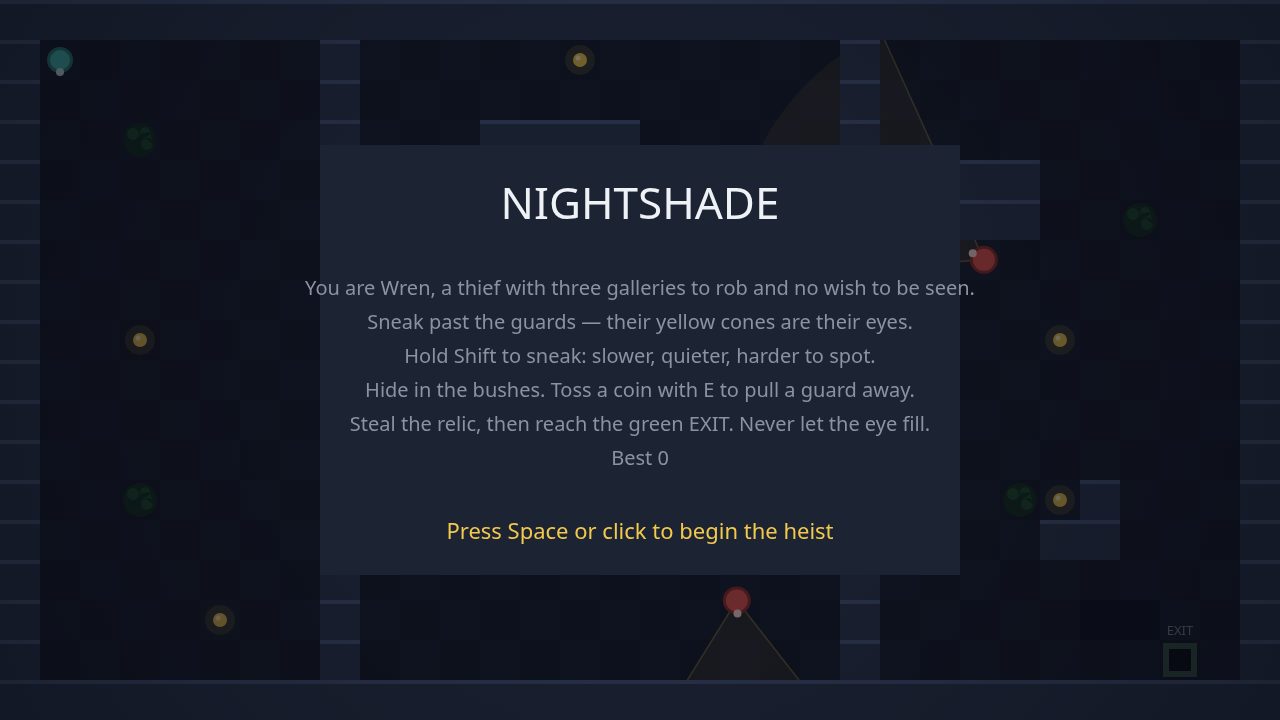 NIGHTSHADE
You are Wren, a thief with three galleries to rob and no wish to be seen.
Sneak past the guards — their yellow cones are their eyes.
Hold Shift to sneak: slower, quieter, harder to spot.
Hide in the bushes. Toss a coin with E to pull a guard away.
Steal the relic, then reach the green EXIT. Never let the eye fill.
Best 0
Press Space or click to begin the heist
EXIT